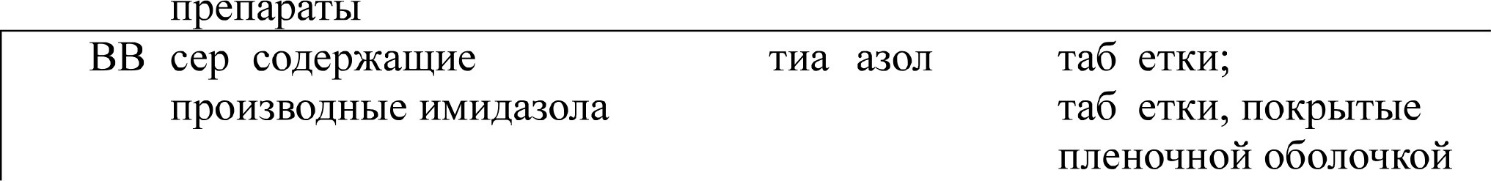 препараты
ВВ сер содержащие тиа азол таб етки;
производные имидазола таб етки, покрытые
пленочной оболочкой